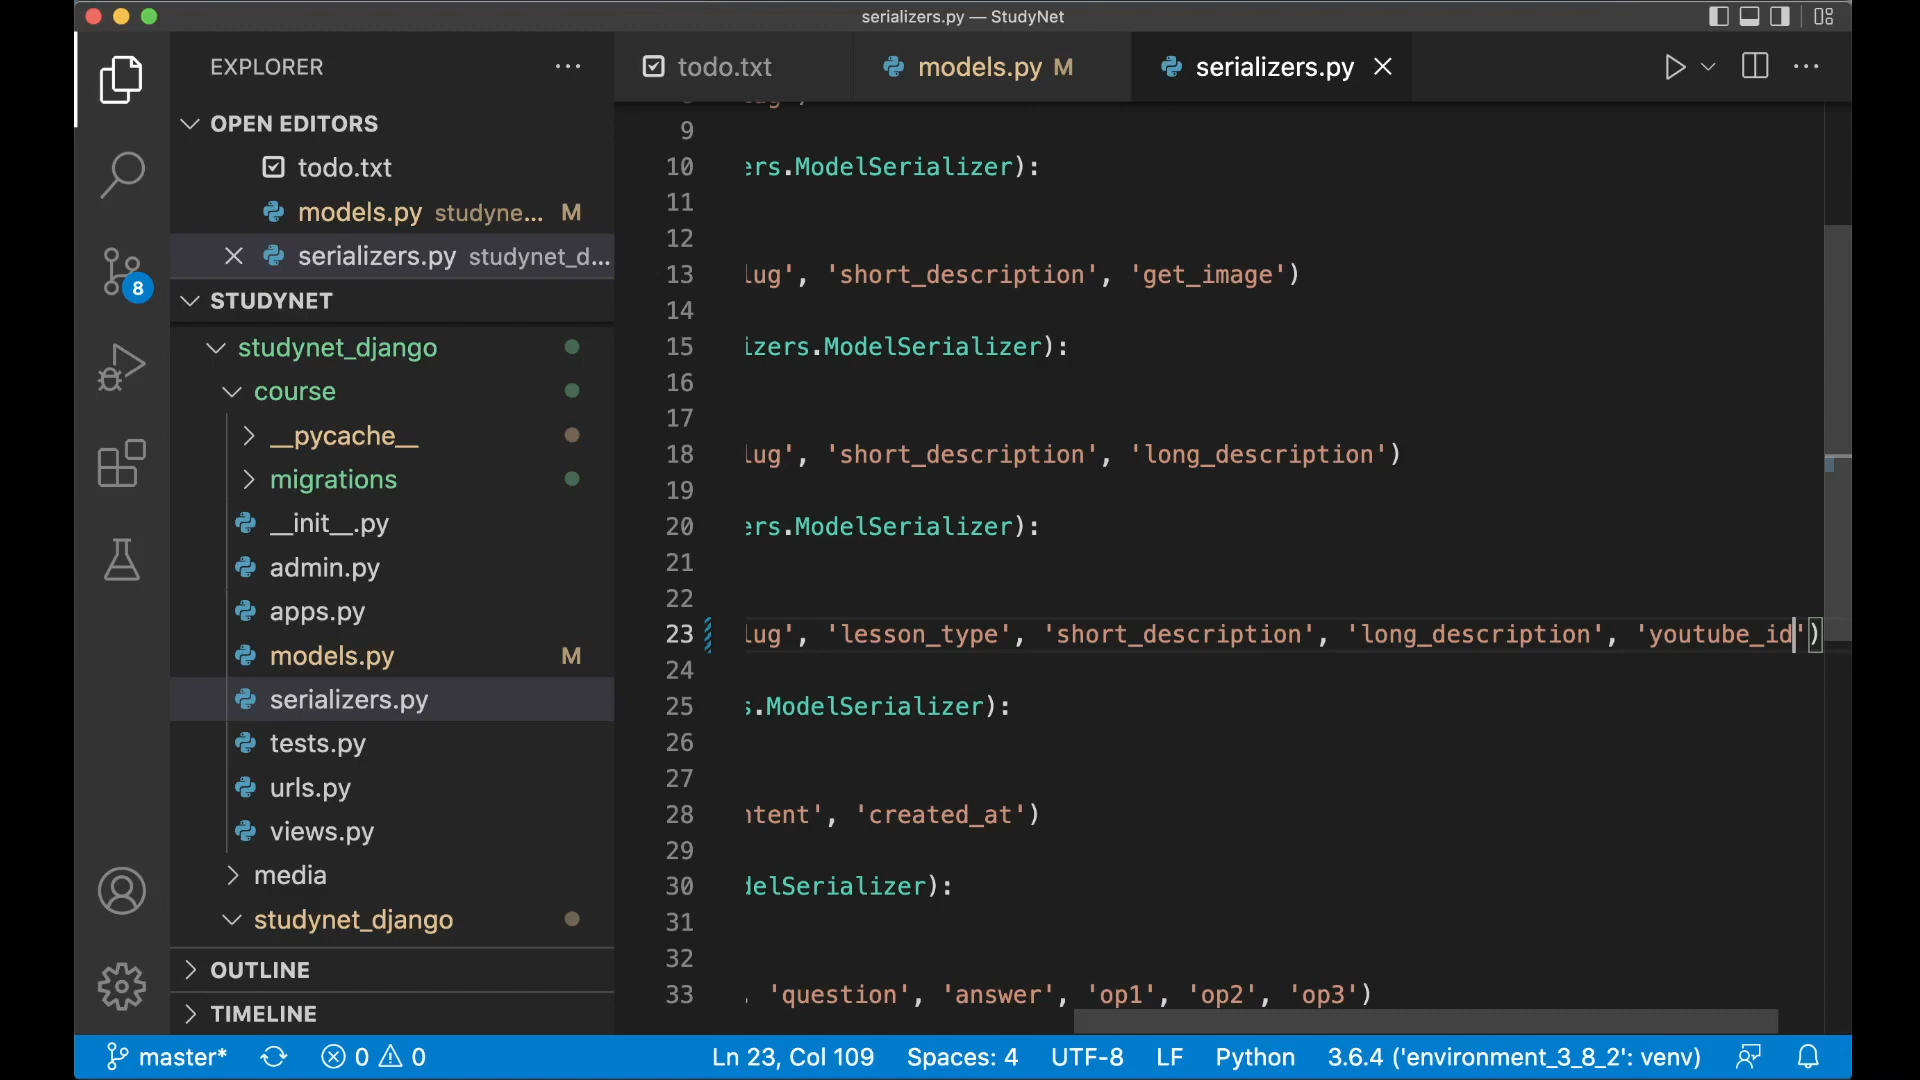 serializers.py — StudyNet
EXPLORER
todo.txt
models.py M
serializers.py
OPEN EDITORS
todo.txt
models.py studyne... M
serializers.py studynet_d...
8
STUDYNET
studynet_django
course
__pycache__
migrations
__init__.py
admin.py
apps.py
models.py M
serializers.py
tests.py
urls.py
views.py
media
studynet_django
OUTLINE
TIMELINE
9
10 ers.ModelSerializer):
11
12
13 lug', 'short_description', 'get_image')
14
15 izers.ModelSerializer):
16
17
18 lug', 'short_description', 'long_description')
19
20 ers.ModelSerializer):
21
22
23 lug', 'lesson_type', 'short_description', 'long_description', 'youtube_id')
24
25 s.ModelSerializer):
26
27
28 ntent', 'created_at')
29
30 delSerializer):
31
32
33 , 'question', 'answer', 'op1', 'op2', 'op3')
master* 0 0 Ln 23, Col 109 Spaces: 4 UTF-8 LF Python 3.6.4 ('environment_3_8_2': venv)